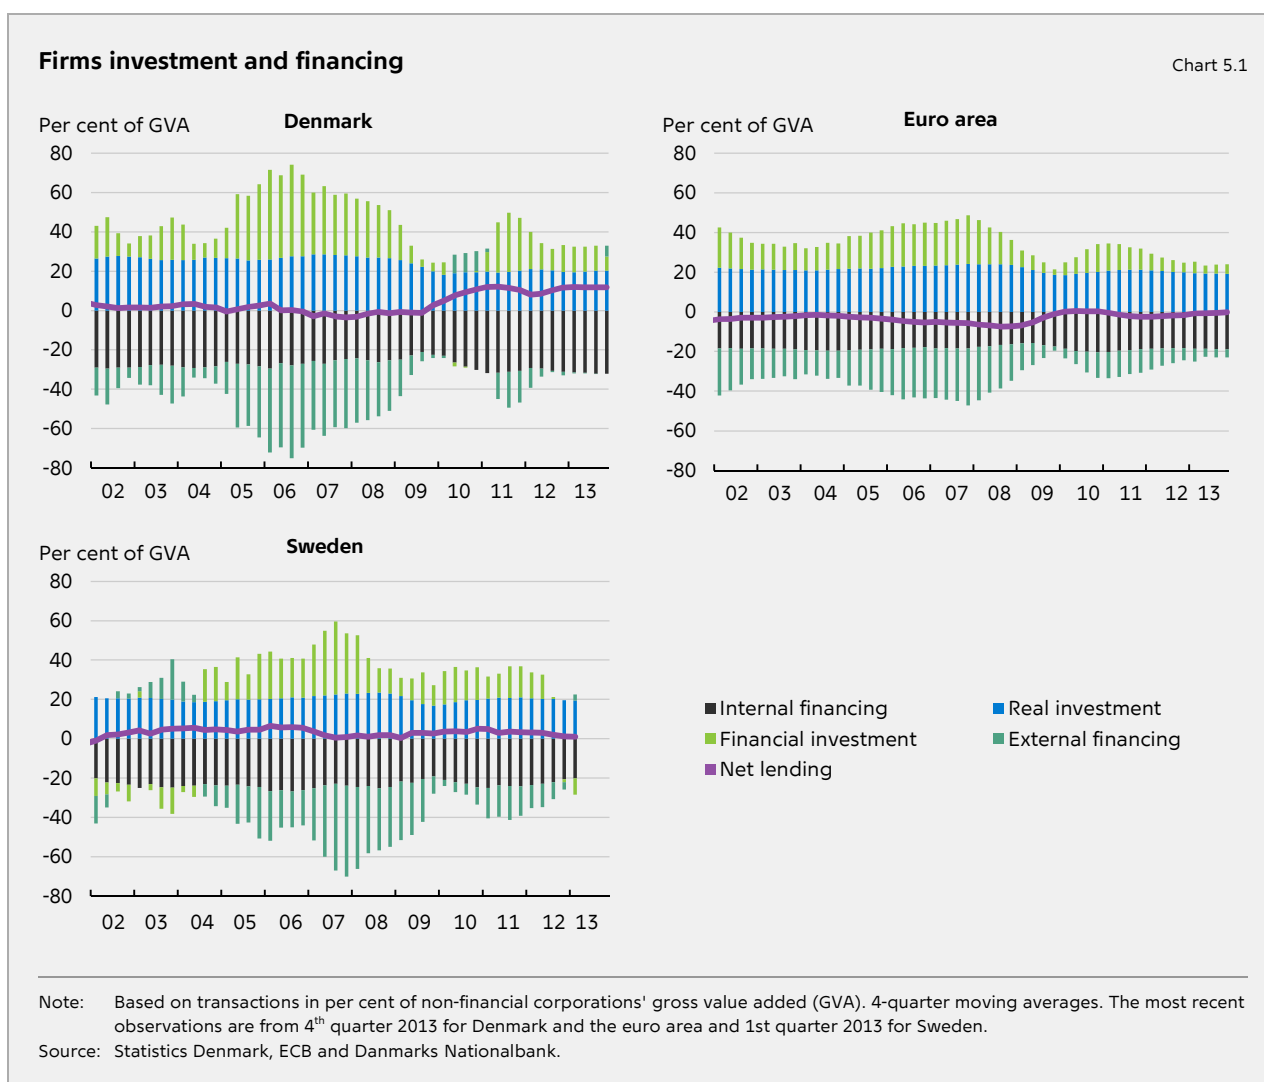 Firms investment and financing
Chart 5.1
Per cent of GVA
Denmark
80
60
40
20
0
-20
-40
-60
-80
02 03 04 05 06 07 08 09 10 11 12 13
Per cent of GVA
Euro area
80
60
40
20
0
-20
-40
-60
-80
02 03 04 05 06 07 08 09 10 11 12 13
Per cent of GVA
Sweden
80
60
40
20
0
-20
-40
-60
-80
02 03 04 05 06 07 08 09 10 11 12 13
Internal financing
Real investment
Financial investment
External financing
Net lending
Note: Based on transactions in per cent of non-financial corporations' gross value added (GVA). 4-quarter moving averages. The most recent
observations are from 4th quarter 2013 for Denmark and the euro area and 1st quarter 2013 for Sweden.
Source: Statistics Denmark, ECB and Danmarks Nationalbank.